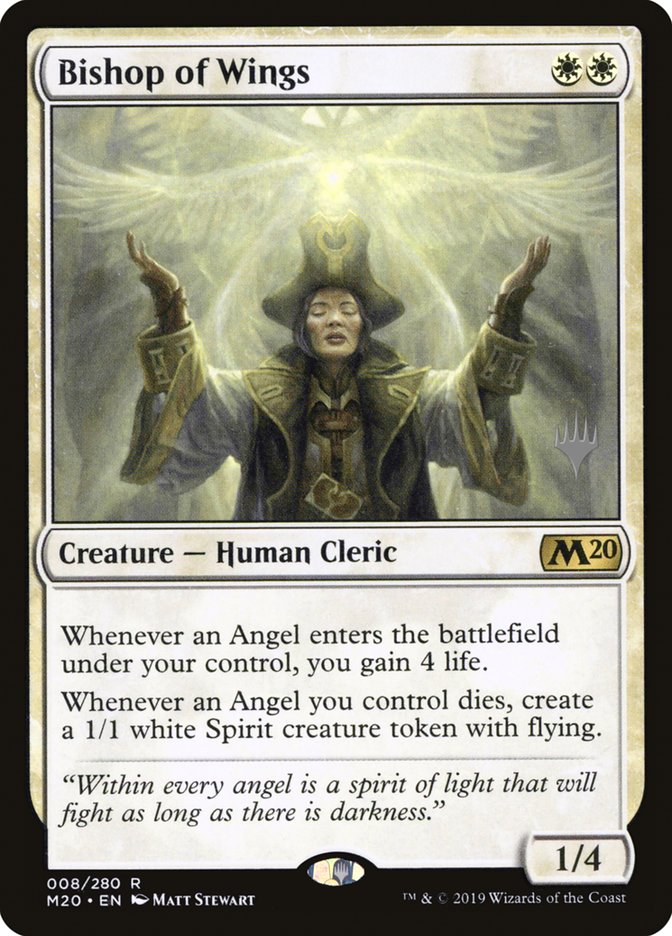 Bishop of Wings
Creature — Human Cleric
M20
Whenever an Angel enters the battlefield
under your control, you gain 4 life.
Whenever an Angel you control dies, create
a 1/1 white Spirit creature token with flying.
“Within every angel is a spirit of light that will
fight as long as there is darkness.”
1/4
008/280 R
M20 • EN Matt Stewart
™ & © 2019 Wizards of the Coast